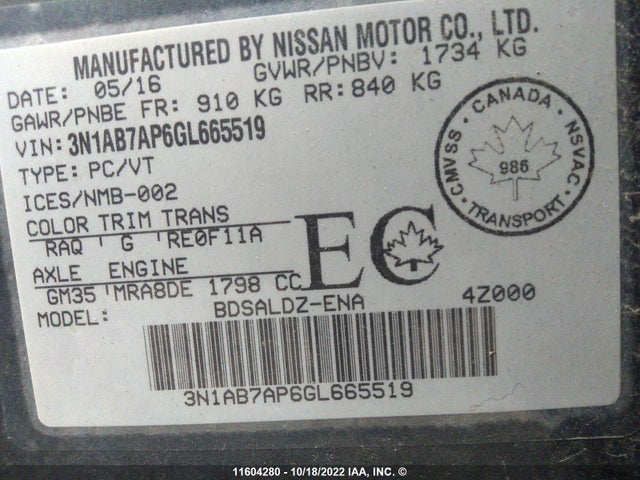 MANUFACTURED BY NISSAN MOTOR CO., LTD.
DATE: 05/16 GVWR/PNBV: 1734 KG
GAWR/PNBE FR: 910 KG RR: 840 KG
VIN: 3N1AB7AP6GL665519
TYPE: PC/VT
ICES/NMB-002
COLOR TRIM TRANS
RAQ G RE0F11A
AXLE ENGINE
GM35 MRA8DE 1798 CC
MODEL: BDSALDZ-ENA 4Z000
EC
CANADA
CMVSS NSVAC
986
TRANSPORT
3N1AB7AP6GL665519
11604280 - 10/18/2022 IAA, INC. ©